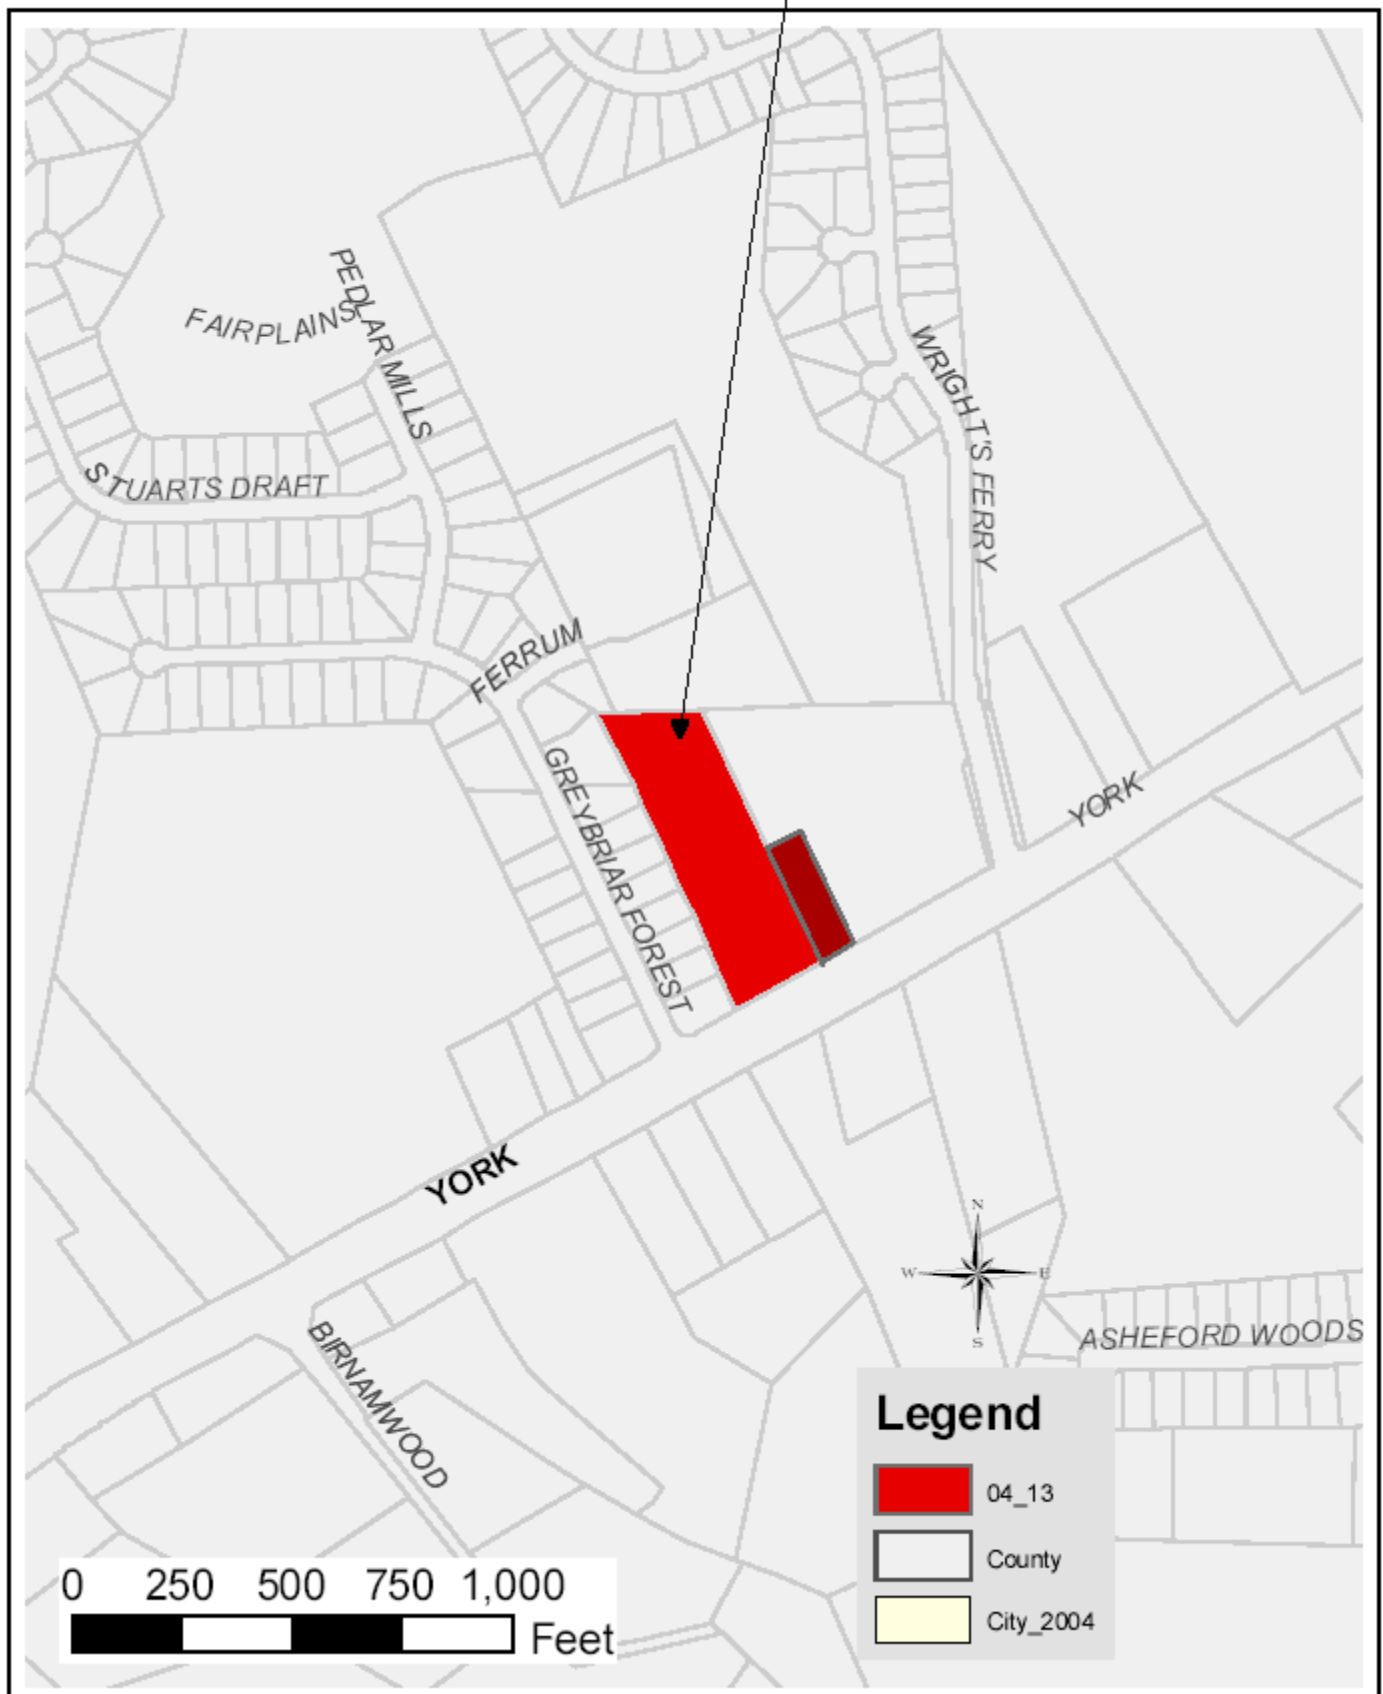 PEDLAR MILLS
FAIRPLAINS
WRIGHT'S FERRY
STUARTS DRAFT
FERRUM
GREYBRIAR FOREST
YORK
YORK
N
W E
S
BIRNAMWOOD
ASHEFORD WOODS
Legend
04_13
County
City_2004
0 250 500 750 1,000
Feet